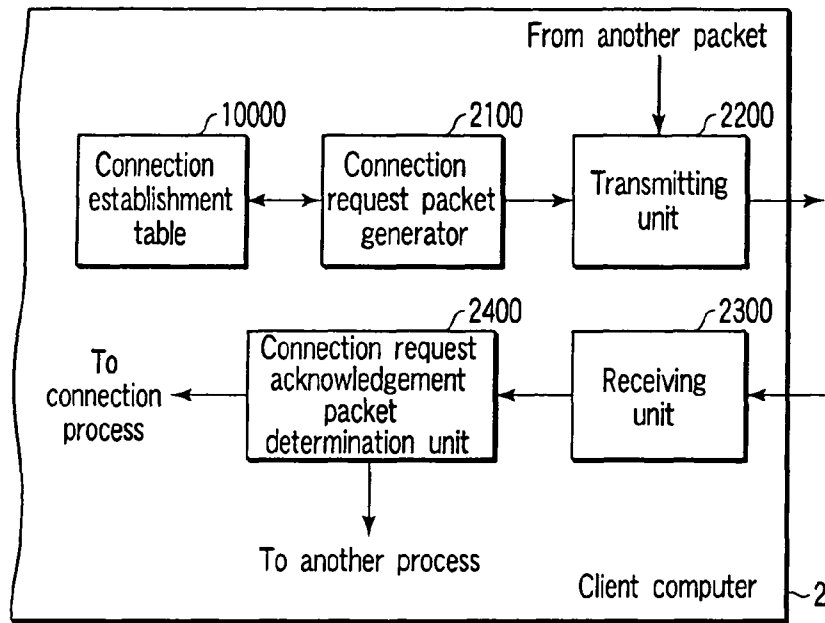 From another packet
10000
2100
2200
Connection
establishment
table
Connection
request packet
generator
Transmitting
unit
2400
2300
To
connection
process
Connection request
acknowledgement
packet
determination unit
Receiving
unit
To another process
Client computer
2